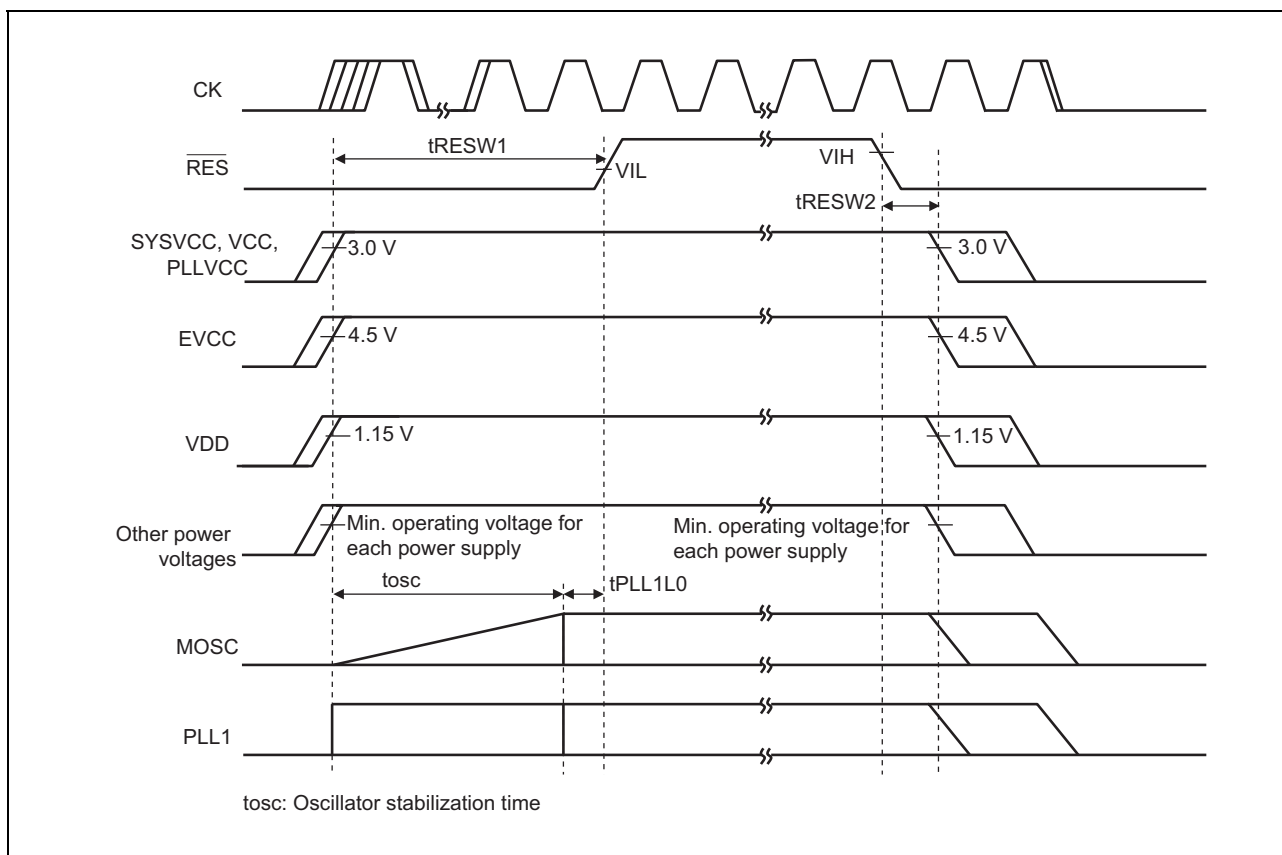 CK
RES
tRESW1
VIL
VIH
tRESW2
SYSVCC, VCC,
PLLVCC
3.0 V
3.0 V
EVCC
4.5 V
4.5 V
VDD
1.15 V
1.15 V
Other power
voltages
Min. operating voltage for
each power supply
Min. operating voltage for
each power supply
tosc
tPLL1L0
MOSC
PLL1
tosc: Oscillator stabilization time